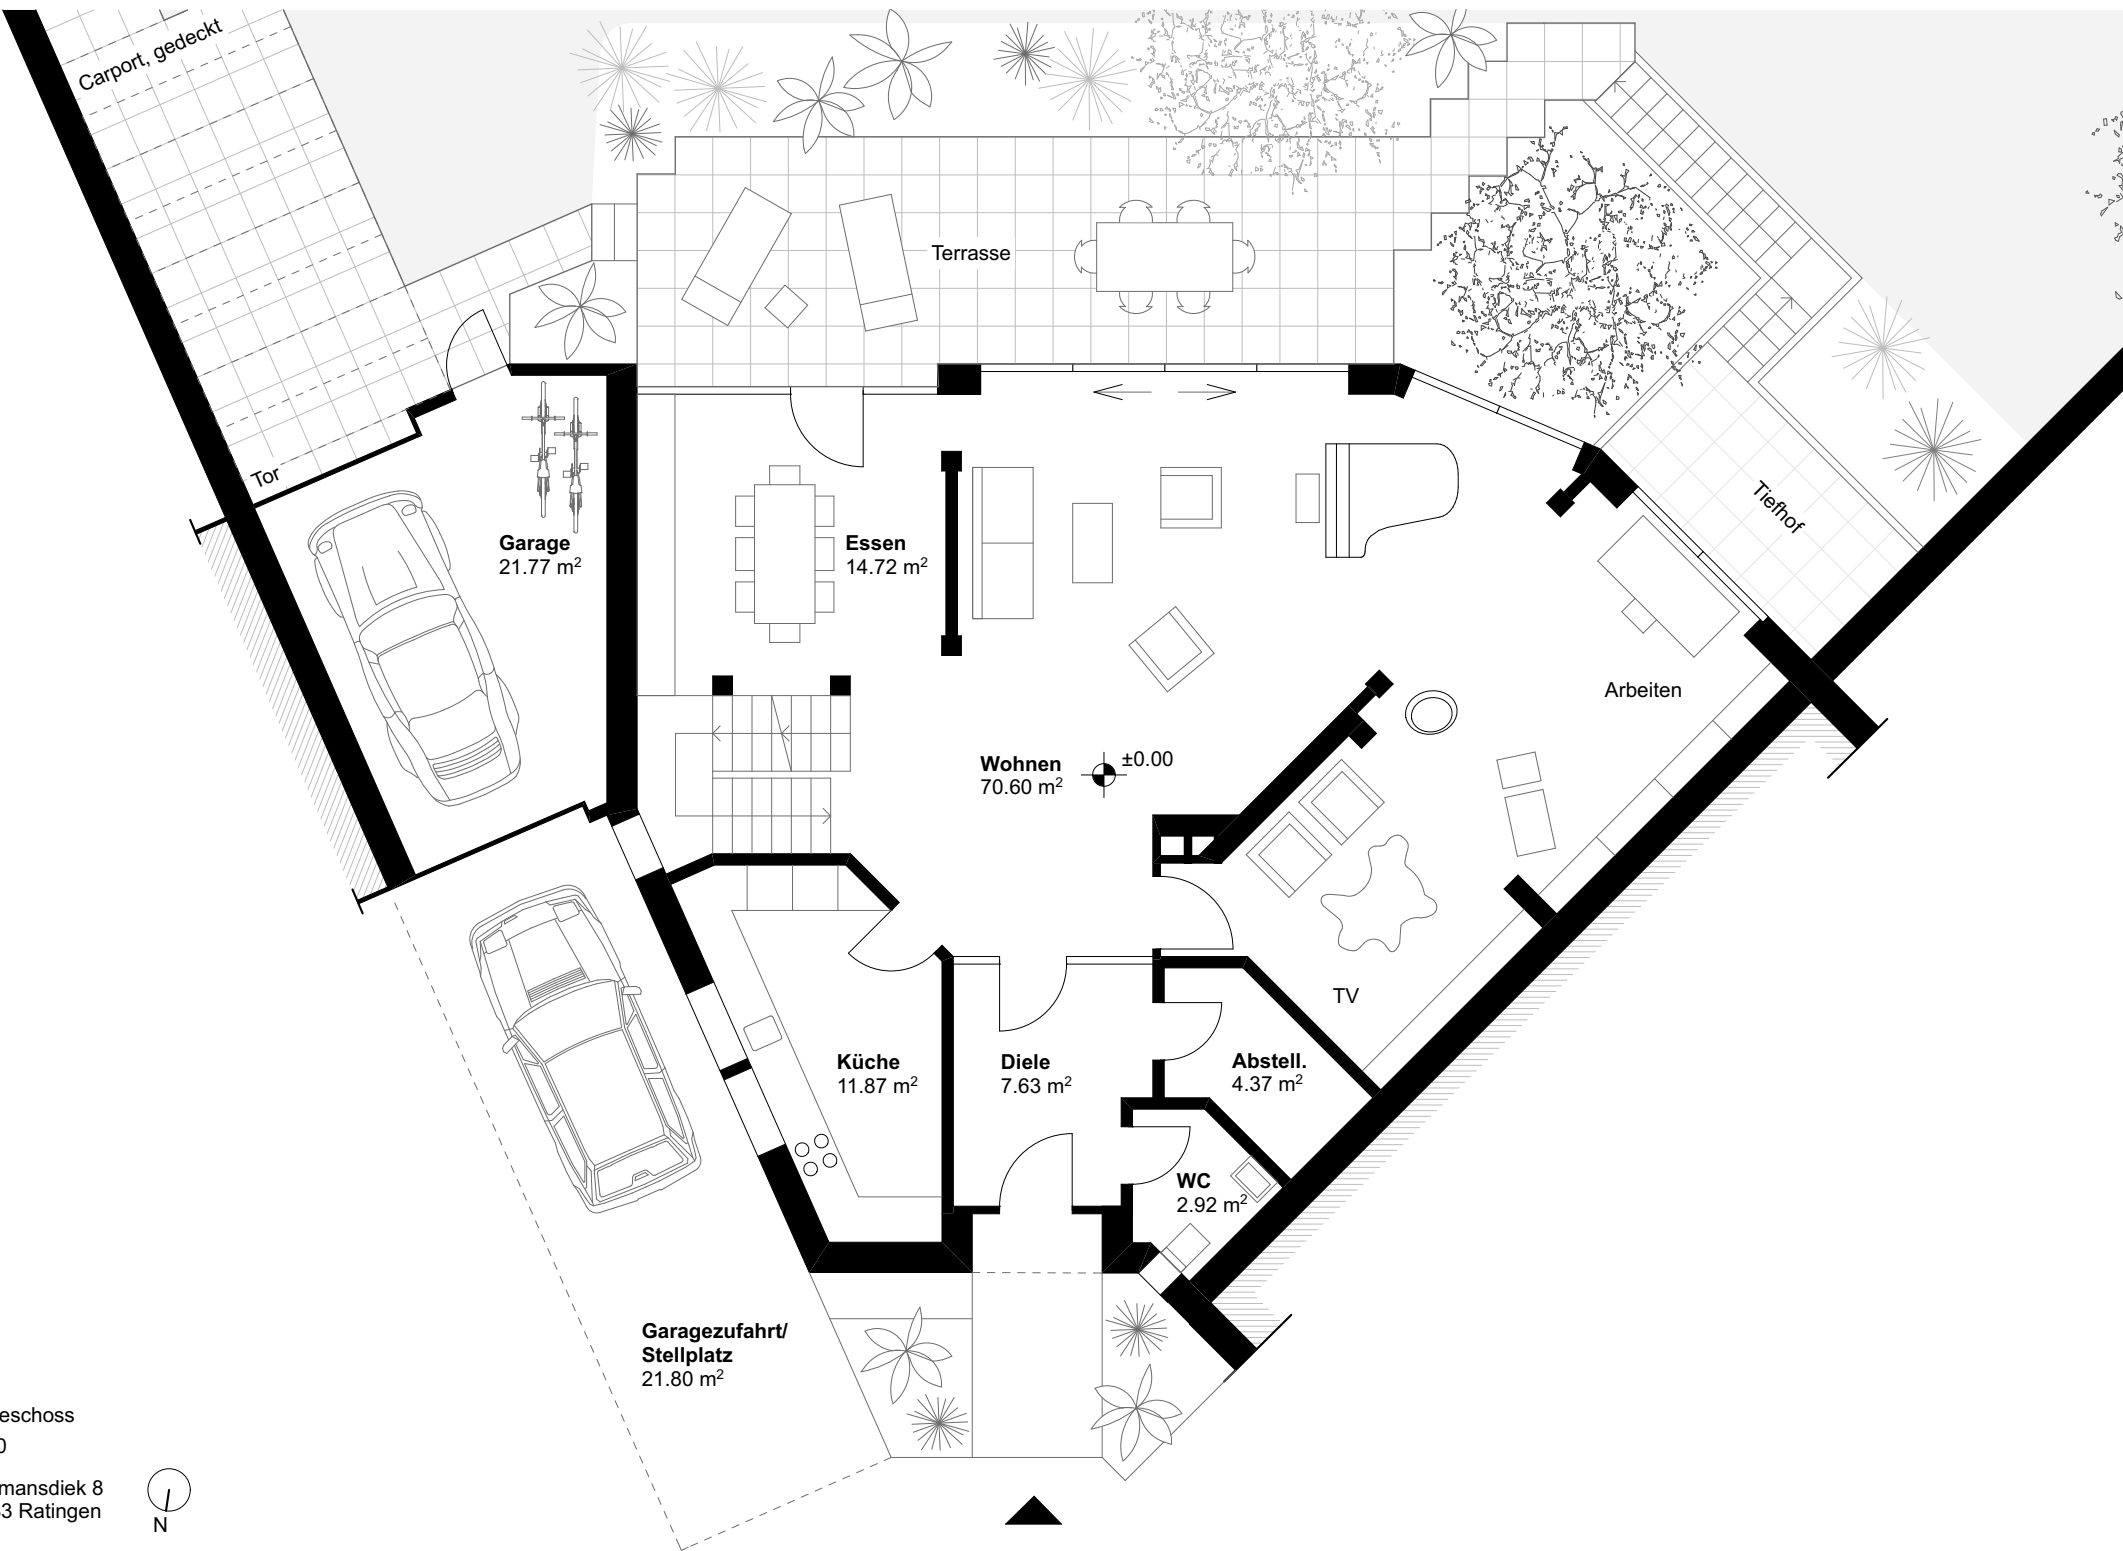 Carport, gedeckt
Terrasse
Tor
Tiefhof
Garage
21.77 m²
Essen
14.72 m²
Arbeiten
Wohnen
70.60 m²
±0.00
TV
Küche
11.87 m²
Diele
7.63 m²
Abstell.
4.37 m²
WC
2.92 m²
Garagezufahrt/
Stellplatz
21.80 m²
eschoss
0
mansdiek 8
3 Ratingen
N